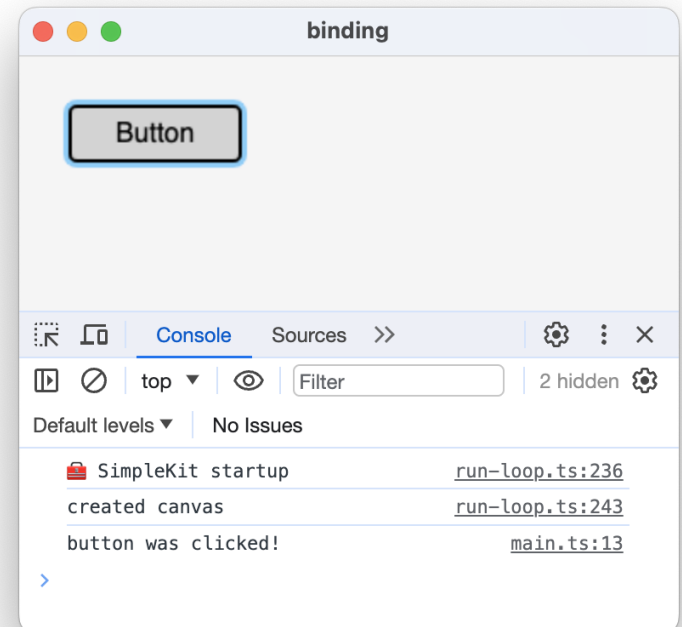 binding
Button
Console Sources
top Filter 2 hidden
Default levels No Issues
SimpleKit startup run-loop.ts:236
created canvas run-loop.ts:243
button was clicked! main.ts:13